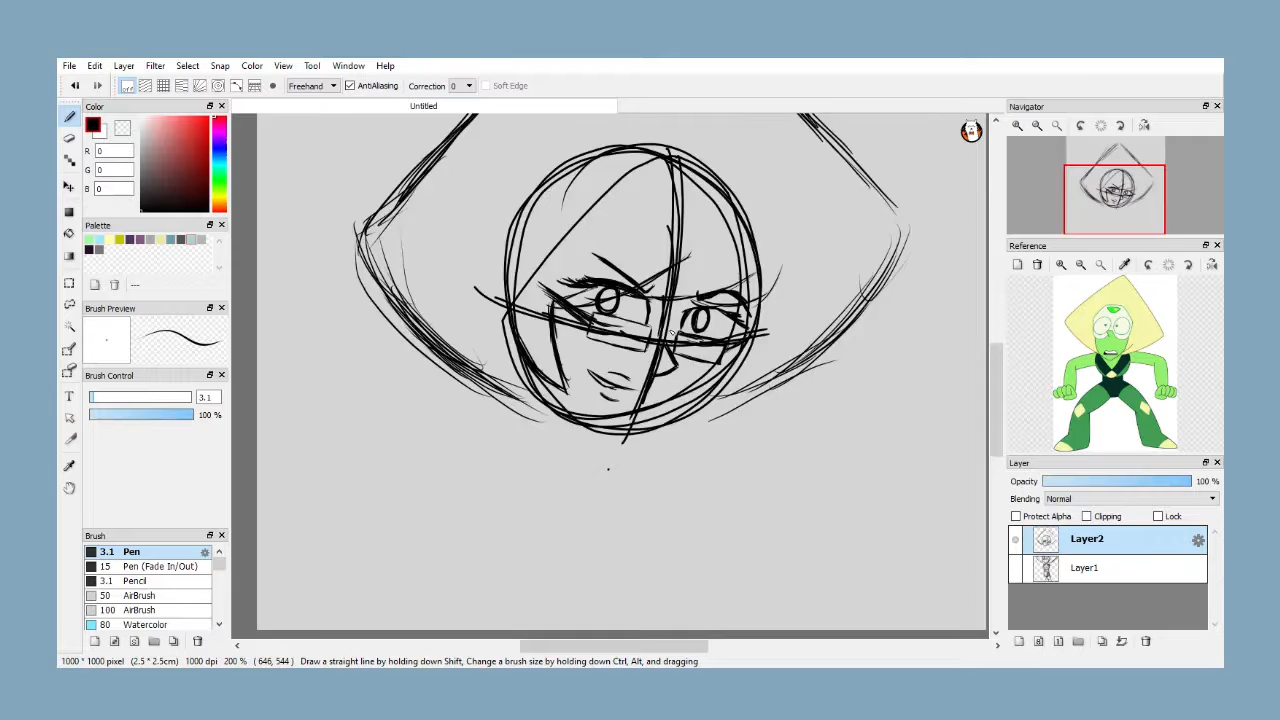 File Edit Layer Filter Select Snap Color View Tool Window Help
Freehand AntiAliasing Correction 0 Soft Edge
Color
Untitled
Navigator
R 0
G 0
B 0
Palette
Reference
---
Brush Preview
Brush Control
3.1
100 %
Layer
Opacity 100 %
Blending Normal
Protect Alpha Clipping Lock
Layer2
Layer1
T
Brush
3.1 Pen
15 Pen (Fade In/Out)
3.1 Pencil
50 AirBrush
100 AirBrush
80 Watercolor
1000 * 1000 pixel (2.5 * 2.5cm) 1000 dpi 200 % ( 646, 544 ) Draw a straight line by holding down Shift, Change a brush size by holding down Ctrl, Alt, and dragging